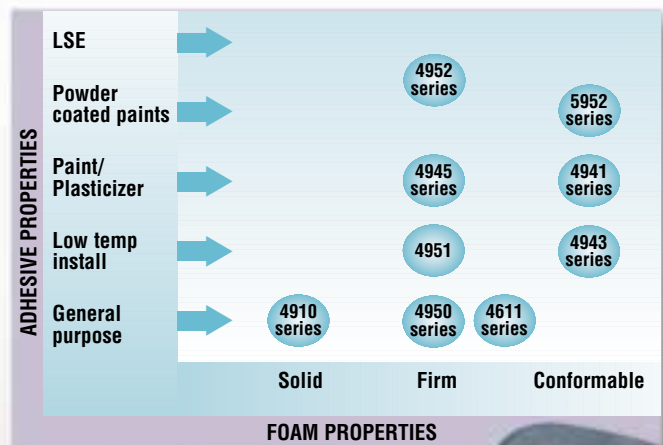 ADHESIVE PROPERTIES
LSE
4952
series
Powder
coated paints
5952
series
Paint/
Plasticizer
4945
series
4941
series
Low temp
install
4951
4943
series
General
purpose
4910
series
4950
series
4611
series
Solid
Firm
Conformable
FOAM PROPERTIES